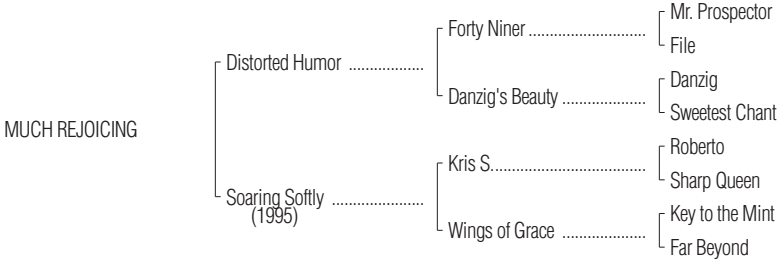 Mr. Prospector
Forty Niner ............................
File
Distorted Humor ..................
Danzig
Danzig's Beauty ....................
Sweetest Chant
MUCH REJOICING
Roberto
Kris S. ....................................
Sharp Queen
Soaring Softly ......................
(1995)
Key to the Mint
Wings of Grace ....................
Far Beyond